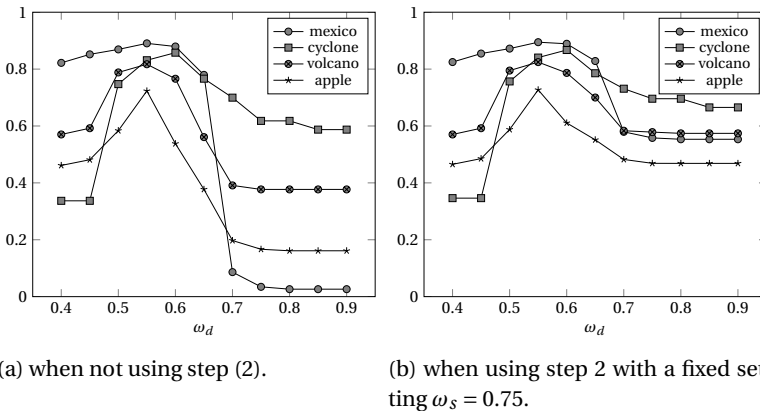 1
0.8
0.6
0.4
0.2
0
0.4 0.5 0.6 0.7 0.8 0.9
ω_d
mexico
cyclone
volcano
apple
1
0.8
0.6
0.4
0.2
0
0.4 0.5 0.6 0.7 0.8 0.9
ω_d
mexico
cyclone
volcano
apple
a) when not using step (2).
(b) when using step 2 with a fixed set
ting ω_s = 0.75.